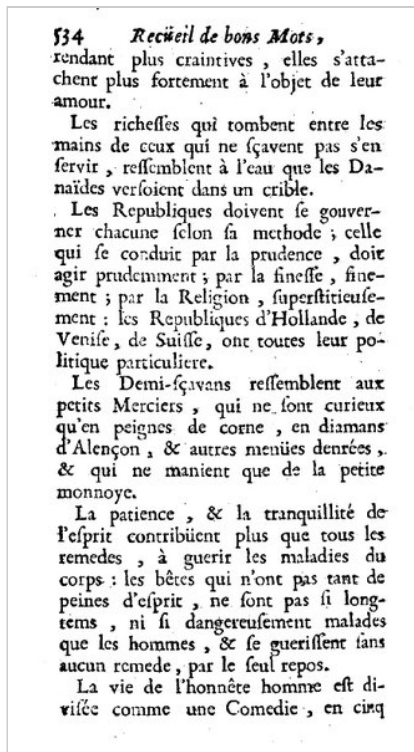 534 Recüeil de bons Mots,
rendant plus craintives, elles s'atta-
chent plus fortement à l'objet de leur
amour.
Les richeſſes qui tombent entre les
mains de ceux qui ne ſçavent pas s'en
ſervir, reſſemblent à l'eau que les Da-
naïdes verſoient dans un crible.
Les Republiques doivent ſe gouver-
ner chacune ſelon ſa methode; celle
qui ſe conduit par la prudence, doit
agir prudemment; par la fineſſe, fine-
ment; par la Religion, ſuperſtitieuſe-
ment: les Republiques d'Hollande, de
Veniſe, de Suiſſe, ont toutes leur po-
litique particuliere.
Les Demi-ſçavans reſſemblent aux
petits Merciers, qui ne ſont curieux
qu'en peignes de corne, en diamans
d'Alençon, & autres menües denrées,
& qui ne manient que de la petite
monnoye.
La patience, & la tranquillité de
l'eſprit contribüent plus que tous les
remedes, à guerir les maladies du
corps: les bêtes qui n'ont pas tant de
peines d'eſprit, ne ſont pas ſi long-
tems, ni ſi dangereuſement malades
que les hommes, & ſe gueriſſent ſans
aucun remede, par le ſeul repos.
La vie de l'honnête homme eſt di-
viſée comme une Comedie, en cinq